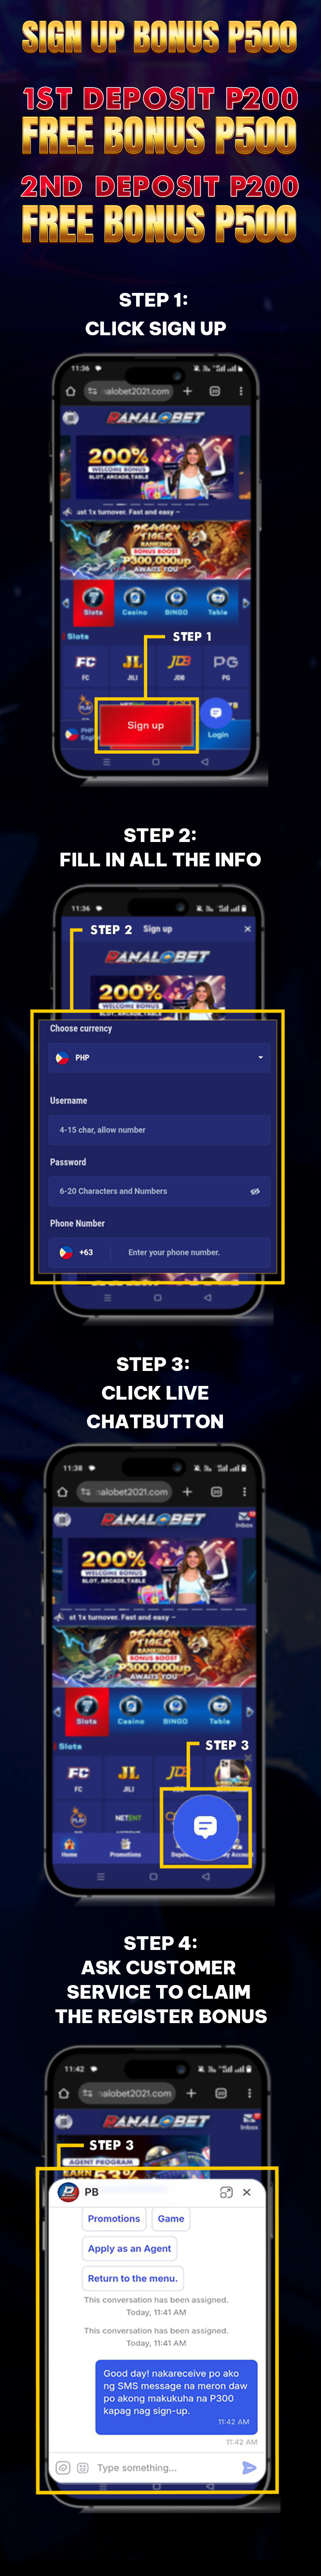 SIGN UP BONUS P500
1ST DEPOSIT P200
FREE BONUS P500
2ND DEPOSIT P200
FREE BONUS P500
STEP 1:
CLICK SIGN UP
11:36
nalobet2021.com
PANALOBET
200%
WELCOME BONUS
SLOT, ARCADE,TABLE
ust 1x turnover. Fast and easy ~
DRAGON
TIGER
RANKING
BONUS BOOST
₱300,000up
AWAITS YOU
Slots
Casino
BINGO
Table
Slots
STEP 1
FC
JILI
JDB
PG
Sign up
Login
STEP 2:
FILL IN ALL THE INFO
11:36
STEP 2
Sign up
PANALOBET
200%
WELCOME BONUS
Choose currency
PHP
Username
4-15 char, allow number
Password
6-20 Characters and Numbers
Phone Number
+63
Enter your phone number.
STEP 3:
CLICK LIVE
CHATBUTTON
11:38
nalobet2021.com
PANALOBET
Inbox
200%
WELCOME BONUS
SLOT, ARCADE,TABLE
st 1x turnover. Fast and easy ~
DRAGON
TIGER
RANKING
BONUS BOOST
₱300,000up
AWAITS YOU
Slots
Casino
BINGO
Table
Slots
STEP 3
FC
JILI
JDB
NETENT
Home
Promotions
STEP 4:
ASK CUSTOMER
SERVICE TO CLAIM
THE REGISTER BONUS
11:42
nalobet2021.com
PANALOBET
Inbox
STEP 3
AGENT PROGRAM
PB
Promotions
Game
Apply as an Agent
Return to the menu.
This conversation has been assigned.
Today, 11:41 AM
This conversation has been assigned.
Today, 11:41 AM
Good day! nakareceive po ako
ng SMS message na meron daw
po akong makukuha na P300
kapag nag sign-up.
11:42 AM
11:42 AM
Type something...